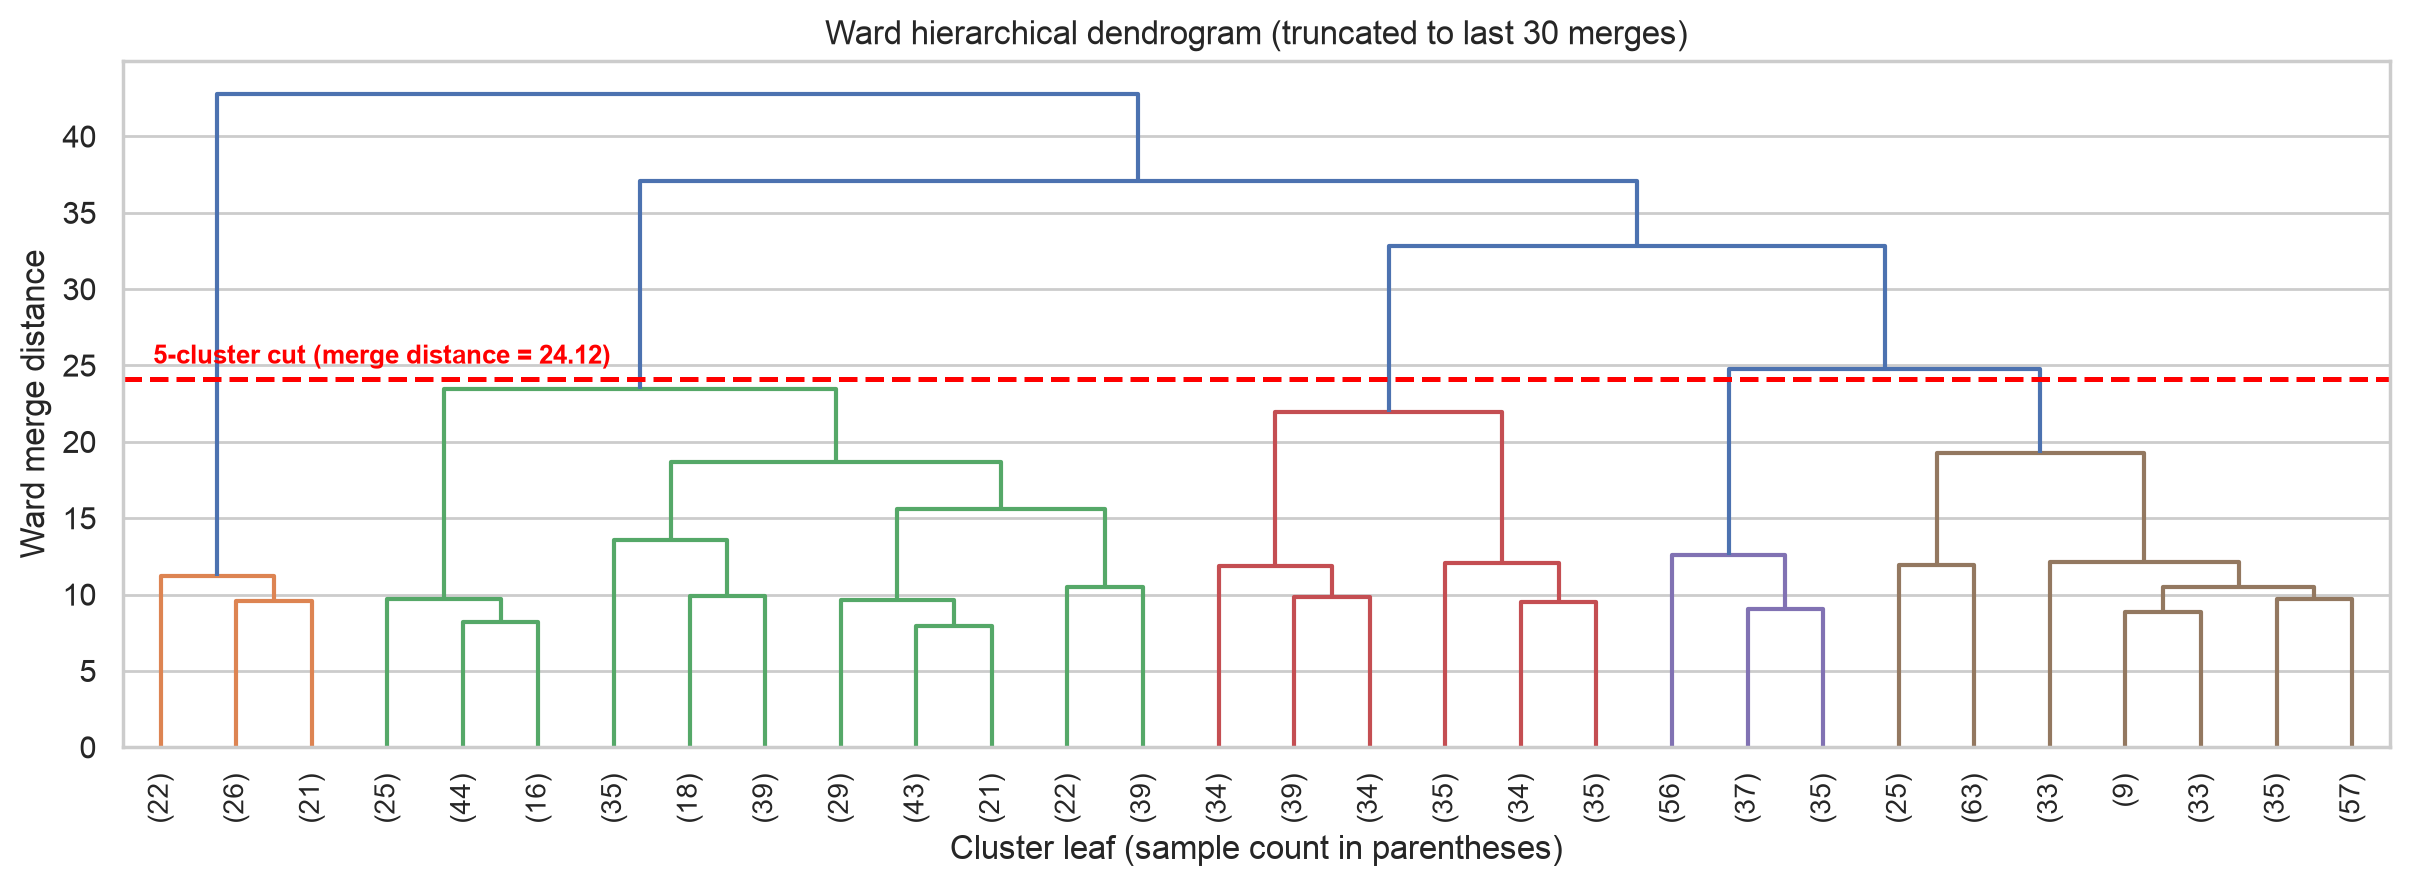 Ward hierarchical dendrogram (truncated to last 30 merges)
Ward merge distance
40
35
30
25
20
15
10
5
0
5-cluster cut (merge distance = 24.12)
(22) (26) (21) (25) (44) (16) (35) (18) (39) (29) (43) (21) (22) (39) (34) (39) (34) (35) (34) (35) (56) (37) (35) (25) (63) (33) (9) (33) (35) (57)
Cluster leaf (sample count in parentheses)